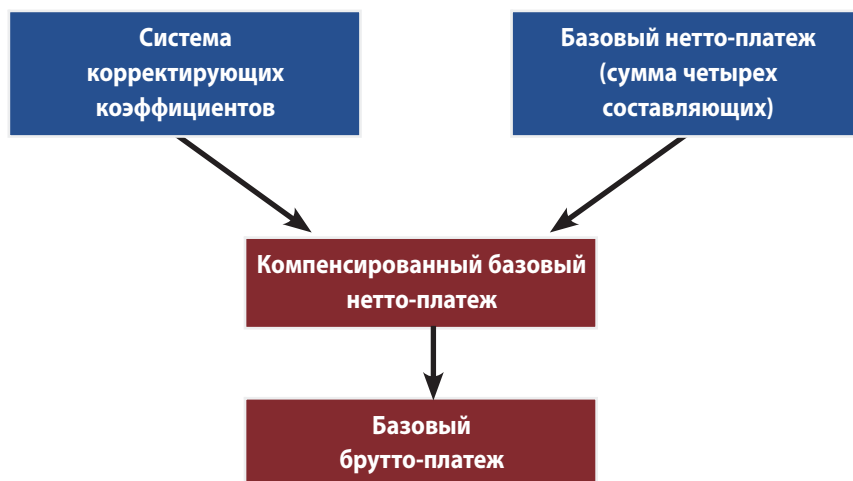 Система
корректирующих
коэффициентов
Базовый нетто-платеж
(сумма четырех
составляющих)
Компенсированный базовый
нетто-платеж
Базовый
брутто-платеж